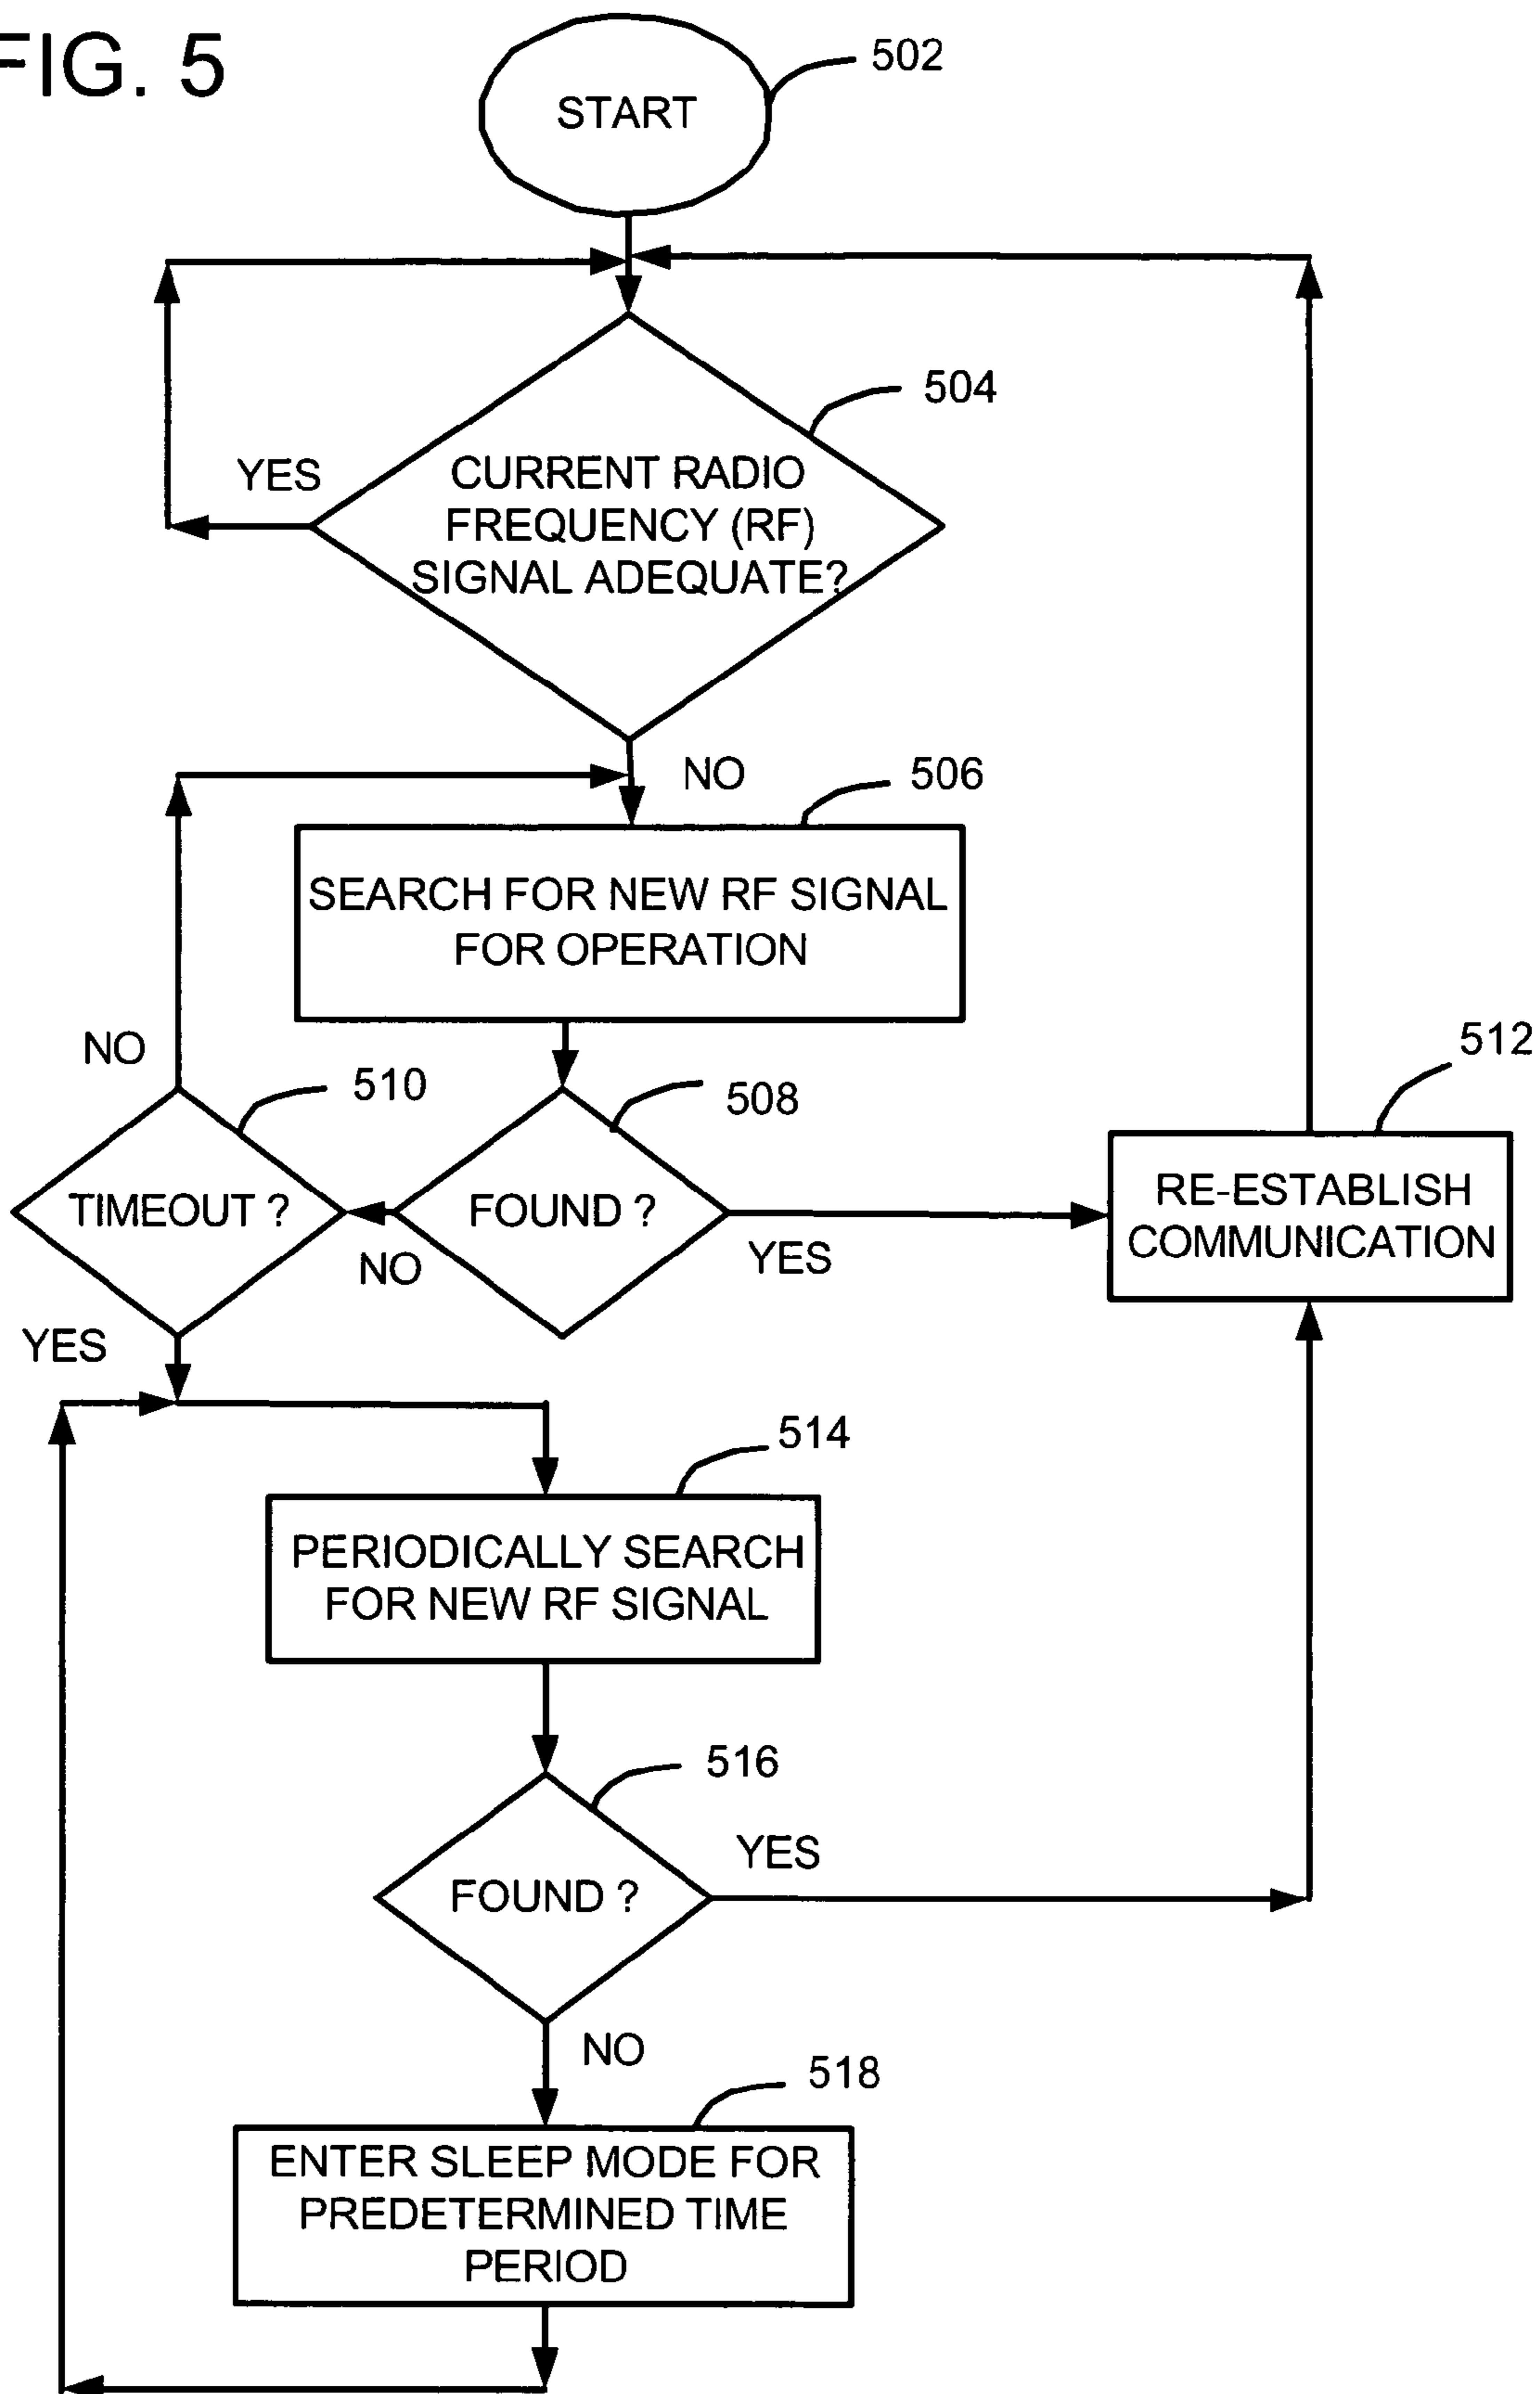 FIG. 5
502
START
504
YES
CURRENT RADIO
FREQUENCY (RF)
SIGNAL ADEQUATE?
NO
506
SEARCH FOR NEW RF SIGNAL
FOR OPERATION
NO
510
508
512
TIMEOUT ?
NO
FOUND ?
YES
RE-ESTABLISH
COMMUNICATION
YES
514
PERIODICALLY SEARCH
FOR NEW RF SIGNAL
516
YES
FOUND ?
NO
518
ENTER SLEEP MODE FOR
PREDETERMINED TIME
PERIOD